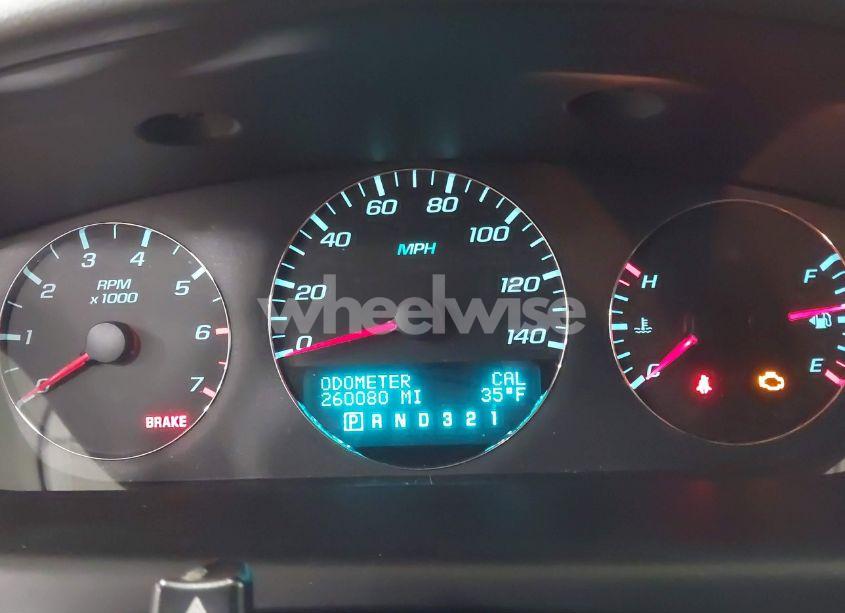 1 2 3 4 5 6 7
RPM
x 1000
BRAKE
0 20 40 60 80 100 120 140
MPH
wheelwise
ODOMETER CAL
260080 MI 35°F
P R N D 3 2 1
H
C
F
E